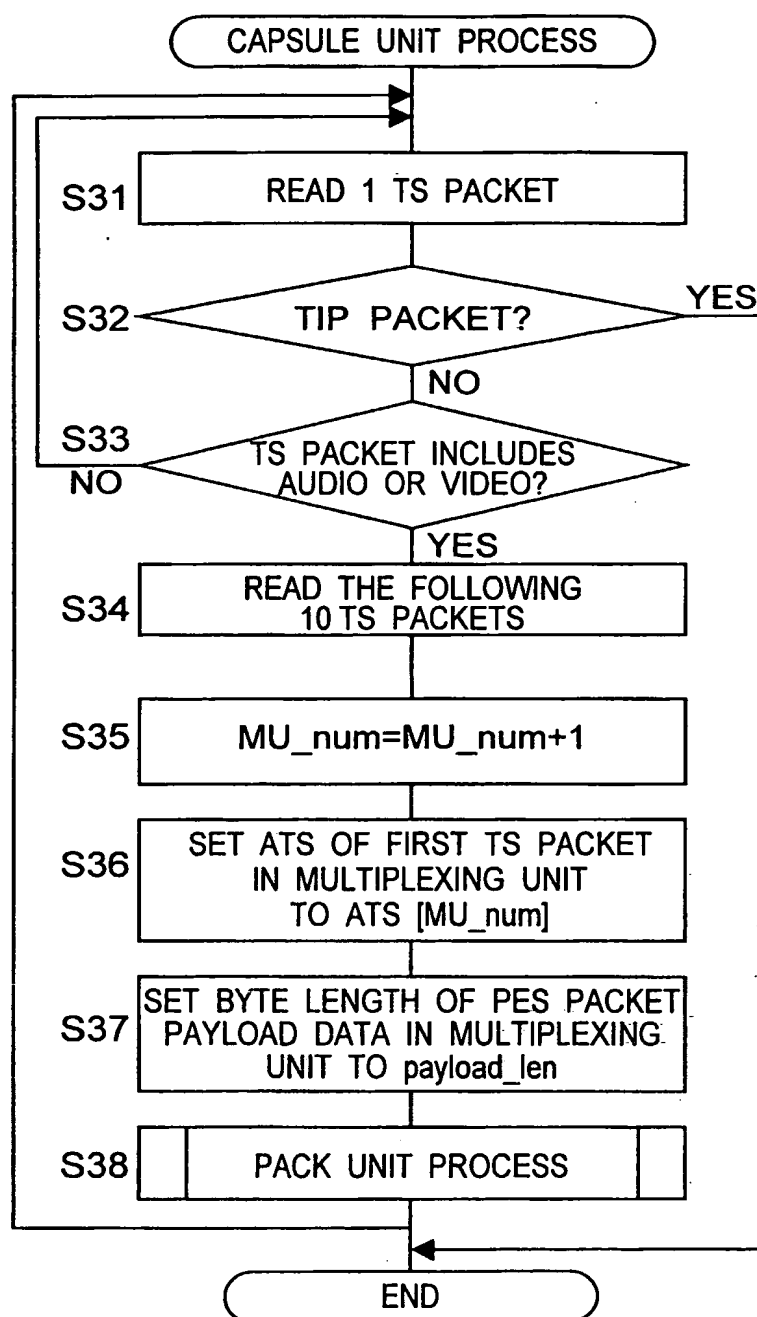 CAPSULE UNIT PROCESS
S31
READ 1 TS PACKET
S32
TIP PACKET?
YES
NO
S33
TS PACKET INCLUDES
AUDIO OR VIDEO?
NO
YES
S34
READ THE FOLLOWING
10 TS PACKETS
S35
MU_num=MU_num+1
S36
SET ATS OF FIRST TS PACKET
IN MULTIPLEXING UNIT
TO ATS [MU_num]
S37
SET BYTE LENGTH OF PES PACKET
PAYLOAD DATA IN MULTIPLEXING
UNIT TO payload_len
S38
PACK UNIT PROCESS
END